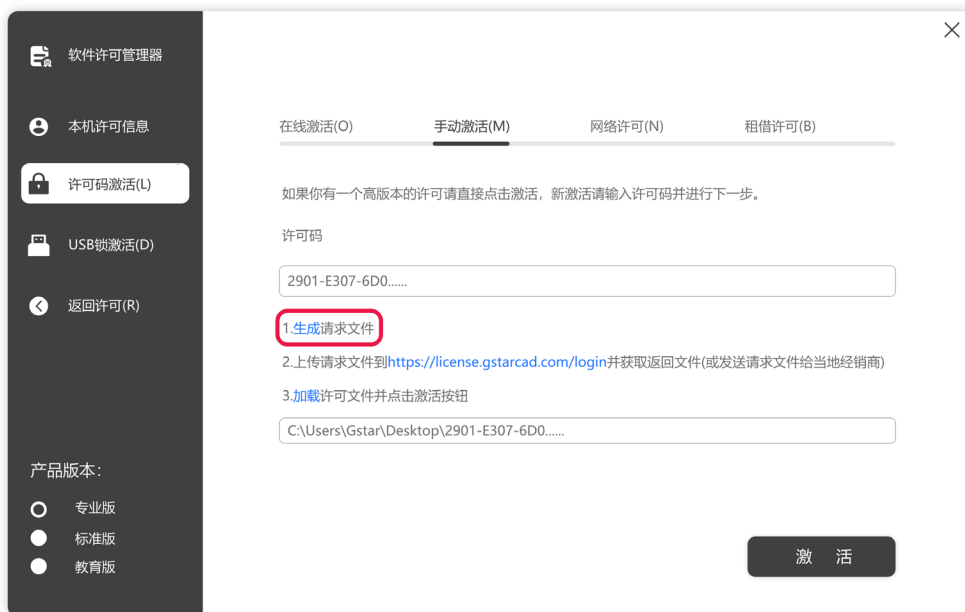 软件许可管理器
本机许可信息
许可码激活(L)
USB锁激活(D)
返回许可(R)
产品版本：
专业版
标准版
教育版
在线激活(O) 手动激活(M) 网络许可(N) 租借许可(B)
如果你有一个高版本的许可请直接点击激活，新激活请输入许可码并进行下一步。
许可码
2901-E307-6D0......
1.生成请求文件
2.上传请求文件到https://license.gstarcad.com/login并获取返回文件(或发送请求文件给当地经销商)
3.加载许可文件并点击激活按钮
C:\Users\Gstar\Desktop\2901-E307-6D0......
激 活